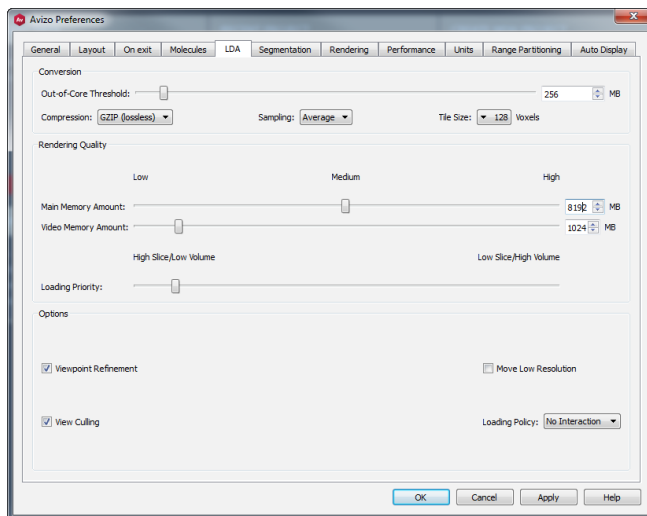 Av Avizo Preferences x
General Layout On exit Molecules LDA Segmentation Rendering Performance Units Range Partitioning Auto Display
Conversion
Out-of-Core Threshold: 256 MB
Compression: GZIP (lossless) Sampling: Average Tile Size: 128 Voxels
Rendering Quality
Low Medium High
Main Memory Amount: 8192 MB
Video Memory Amount: 1024 MB
High Slice/Low Volume Low Slice/High Volume
Loading Priority:
Options
Viewpoint Refinement Move Low Resolution
View Culling Loading Policy: No Interaction
OK Cancel Apply Help